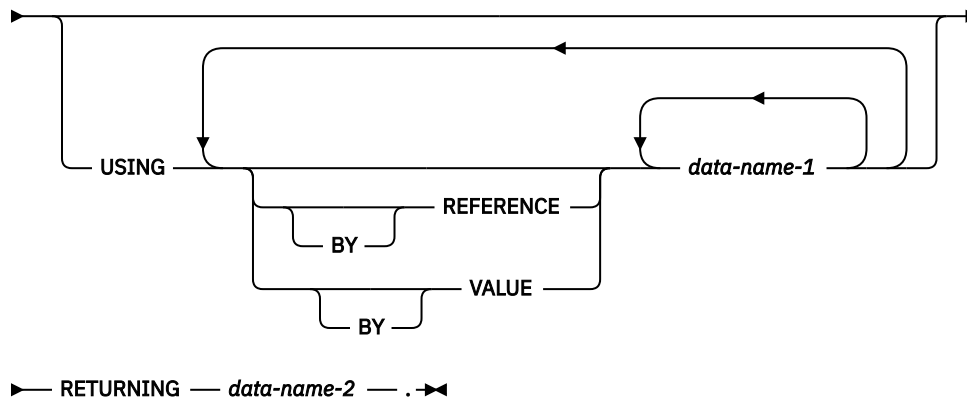 USING data-name-1
REFERENCE
BY
VALUE
BY
RETURNING data-name-2 .